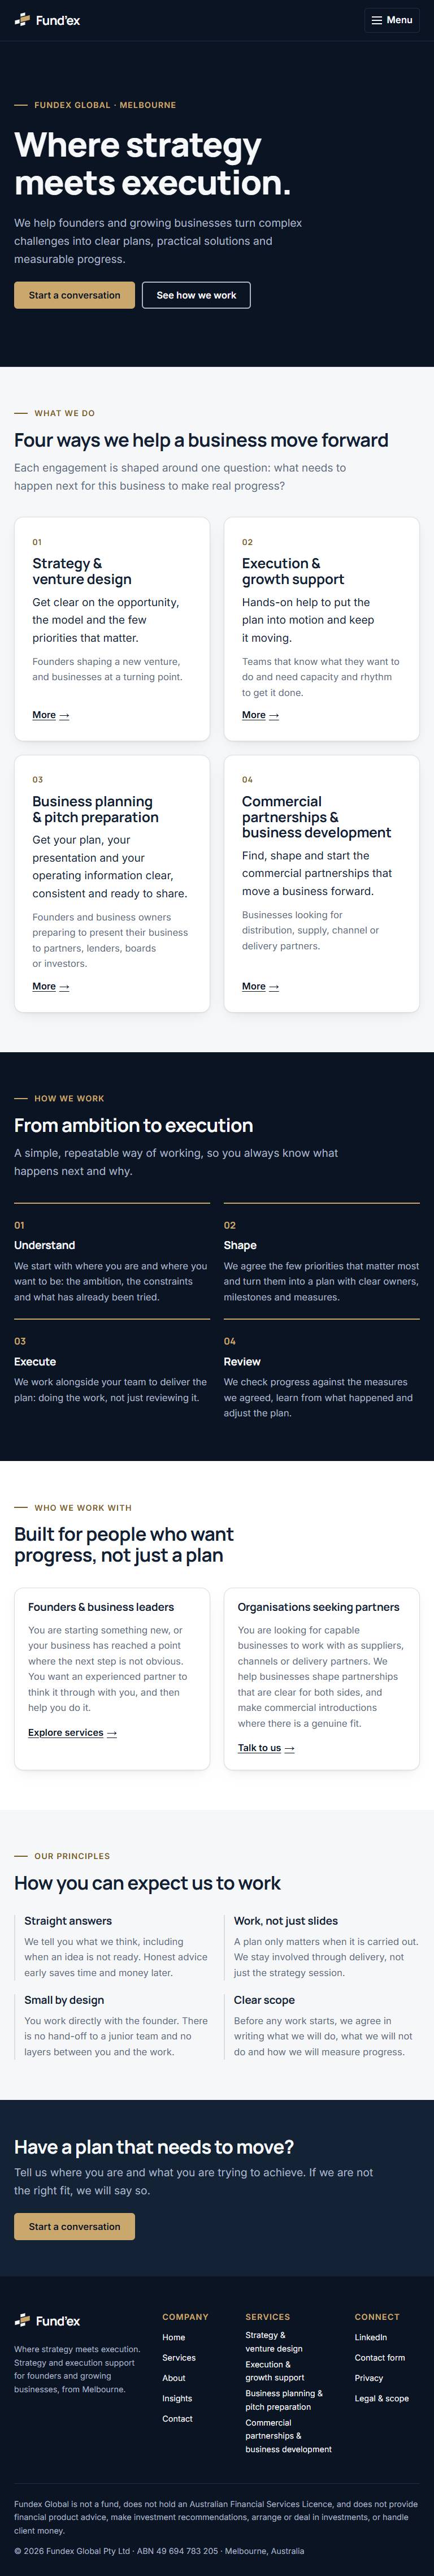 Fund'ex
Menu
FUNDEX GLOBAL · MELBOURNE
Where strategy
meets execution.
We help founders and growing businesses turn complex
challenges into clear plans, practical solutions and
measurable progress.
Start a conversation
See how we work
WHAT WE DO
Four ways we help a business move forward
Each engagement is shaped around one question: what needs to
happen next for this business to make real progress?
01
Strategy &
venture design
Get clear on the opportunity,
the model and the few
priorities that matter.
Founders shaping a new venture,
and businesses at a turning point.
More →
02
Execution &
growth support
Hands-on help to put the
plan into motion and keep
it moving.
Teams that know what they want to
do and need capacity and rhythm
to get it done.
More →
03
Business planning
& pitch preparation
Get your plan, your
presentation and your
operating information clear,
consistent and ready to share.
Founders and business owners
preparing to present their business
to partners, lenders, boards
or investors.
More →
04
Commercial
partnerships &
business development
Find, shape and start the
commercial partnerships that
move a business forward.
Businesses looking for
distribution, supply, channel or
delivery partners.
More →
HOW WE WORK
From ambition to execution
A simple, repeatable way of working, so you always know what
happens next and why.
01
Understand
We start with where you are and where you
want to be: the ambition, the constraints
and what has already been tried.
02
Shape
We agree the few priorities that matter most
and turn them into a plan with clear owners,
milestones and measures.
03
Execute
We work alongside your team to deliver the
plan: doing the work, not just reviewing it.
04
Review
We check progress against the measures
we agreed, learn from what happened and
adjust the plan.
WHO WE WORK WITH
Built for people who want
progress, not just a plan
Founders & business leaders
You are starting something new, or
your business has reached a point
where the next step is not obvious.
You want an experienced partner to
think it through with you, and then
help you do it.
Explore services →
Organisations seeking partners
You are looking for capable
businesses to work with as suppliers,
channels or delivery partners. We
help businesses shape partnerships
that are clear for both sides, and
make commercial introductions
where there is a genuine fit.
Talk to us →
OUR PRINCIPLES
How you can expect us to work
Straight answers
We tell you what we think, including
when an idea is not ready. Honest advice
early saves time and money later.
Work, not just slides
A plan only matters when it is carried out.
We stay involved through delivery, not
just the strategy session.
Small by design
You work directly with the founder. There
is no hand-off to a junior team and no
layers between you and the work.
Clear scope
Before any work starts, we agree in
writing what we will do, what we will not
do and how we will measure progress.
Have a plan that needs to move?
Tell us where you are and what you are trying to achieve. If we are not
the right fit, we will say so.
Start a conversation
Fund'ex
Where strategy meets execution.
Strategy and execution support
for founders and growing
businesses, from Melbourne.
COMPANY
Home
Services
About
Insights
Contact
SERVICES
Strategy &
venture design
Execution &
growth support
Business planning &
pitch preparation
Commercial
partnerships &
business development
CONNECT
LinkedIn
Contact form
Privacy
Legal & scope
Fundex Global is not a fund, does not hold an Australian Financial Services Licence, and does not provide
financial product advice, make investment recommendations, arrange or deal in investments, or handle
client money.
© 2026 Fundex Global Pty Ltd · ABN 49 694 783 205 · Melbourne, Australia